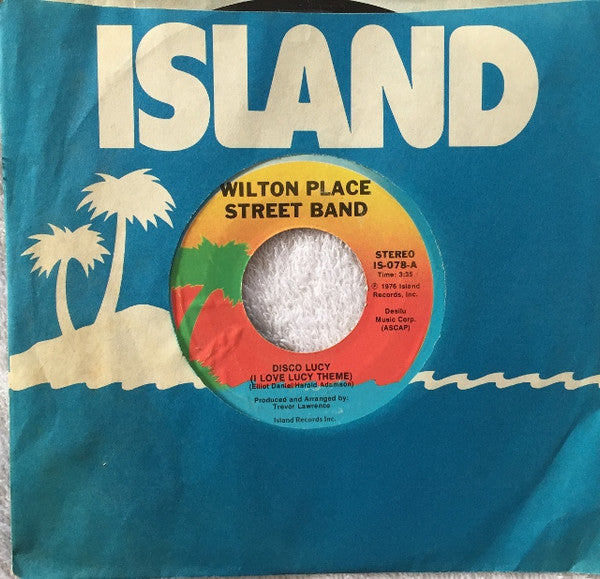 ISLAND
WILTON PLACE
STREET BAND
STEREO
IS-078-A
Time: 3:35
℗ 1976 Island
Records, Inc.
Desilu
Music Corp.
(ASCAP)
DISCO LUCY
(I LOVE LUCY THEME)
(Elliot Daniel/Harold Adamson)
Produced and Arranged by:
Trevor Lawrence
Island Records Inc.